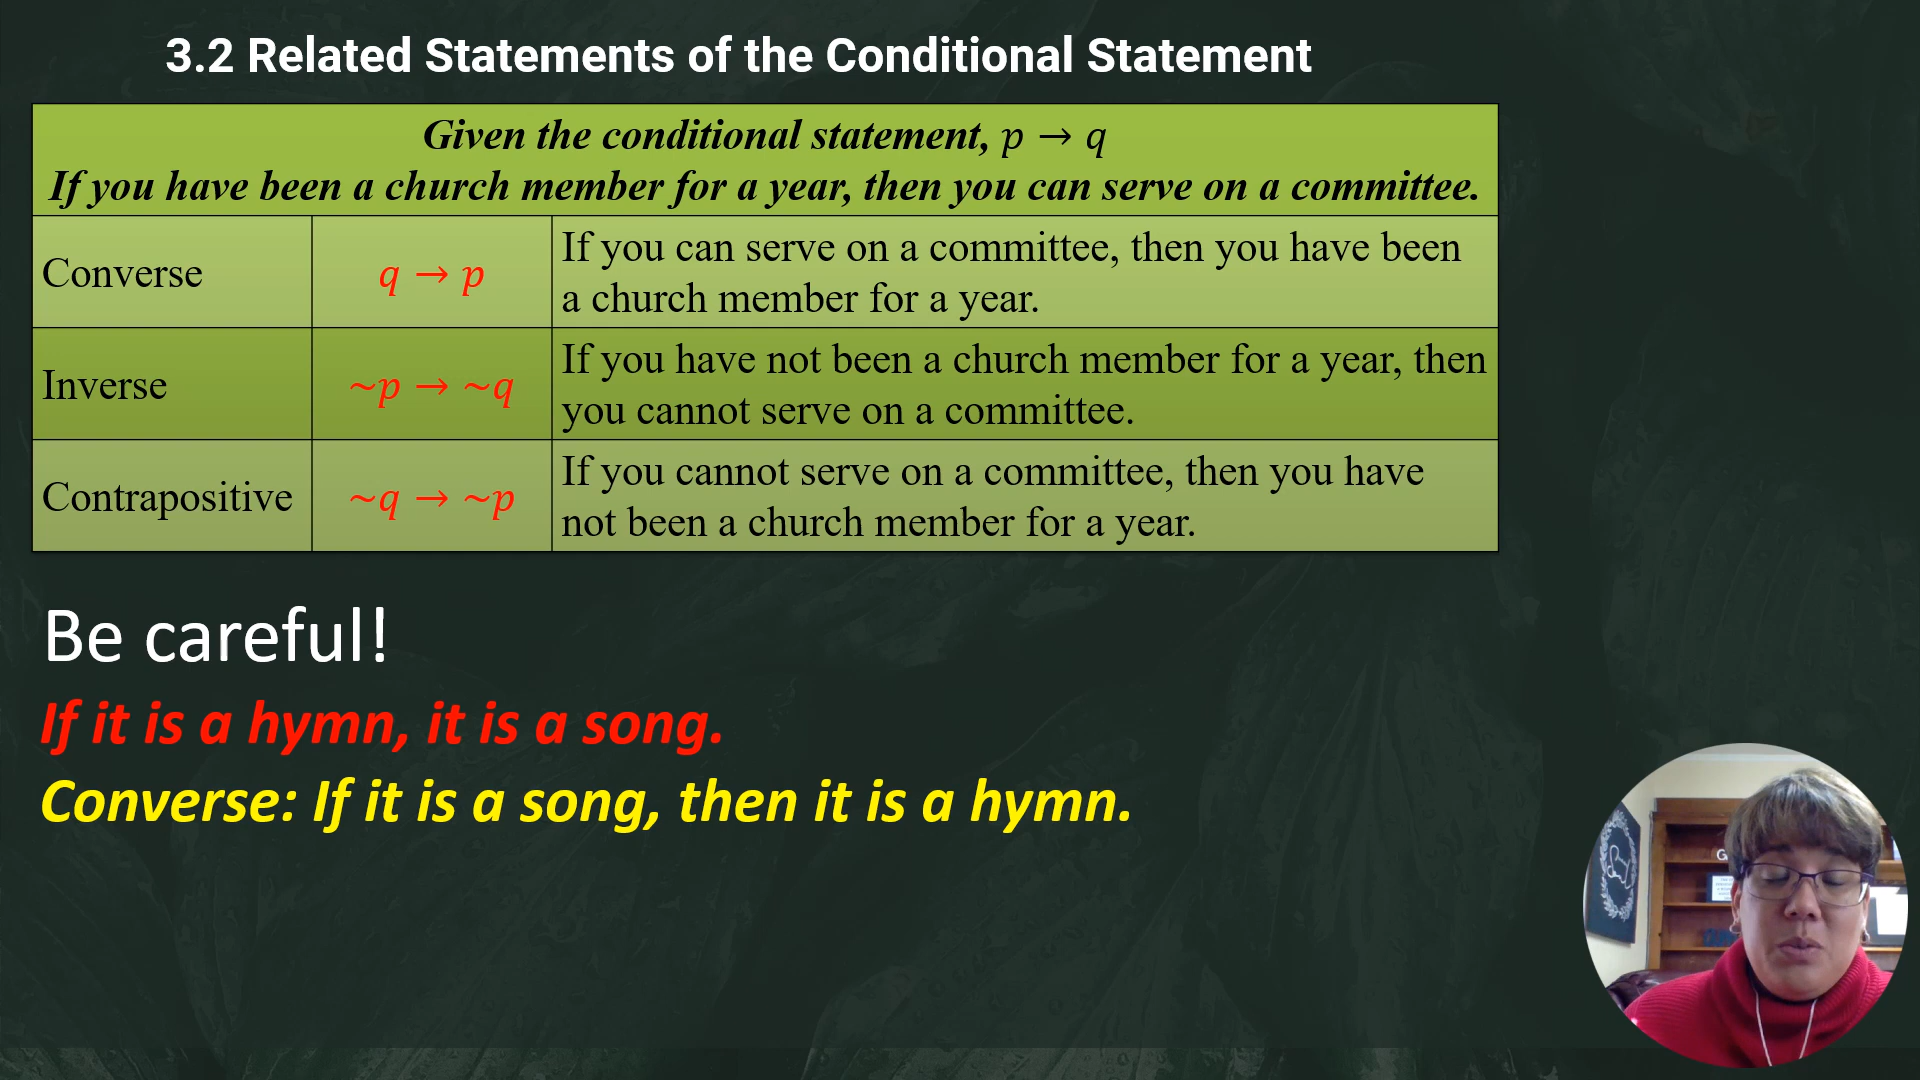 3.2 Related Statements of the Conditional Statement
Given the conditional statement, p → q
If you have been a church member for a year, then you can serve on a committee.
Converse
q → p
If you can serve on a committee, then you have been
a church member for a year.
Inverse
~p → ~q
If you have not been a church member for a year, then
you cannot serve on a committee.
Contrapositive
~q → ~p
If you cannot serve on a committee, then you have
not been a church member for a year.
Be careful!
If it is a hymn, it is a song.
Converse: If it is a song, then it is a hymn.